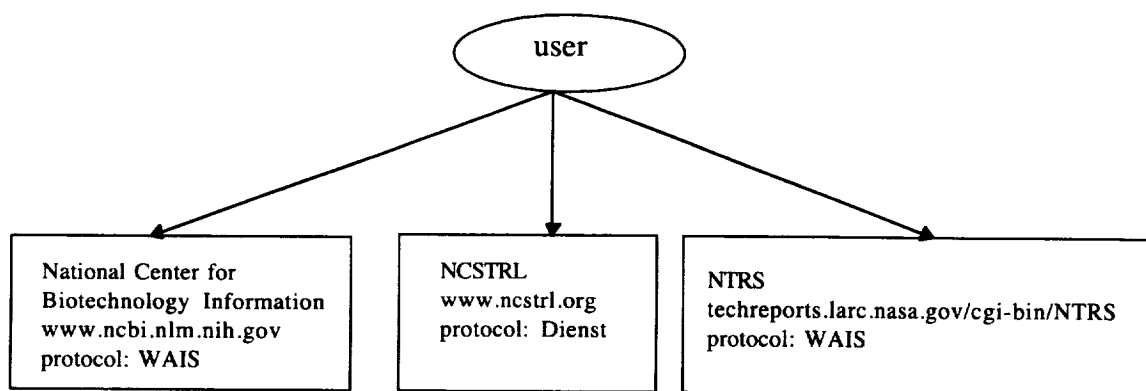 user
National Center for
Biotechnology Information
www.ncbi.nlm.nih.gov
protocol: WAIS
NCSTRL
www.ncstrl.org
protocol: Dienst
NTRS
techreports.larc.nasa.gov/cgi-bin/NTRS
protocol: WAIS